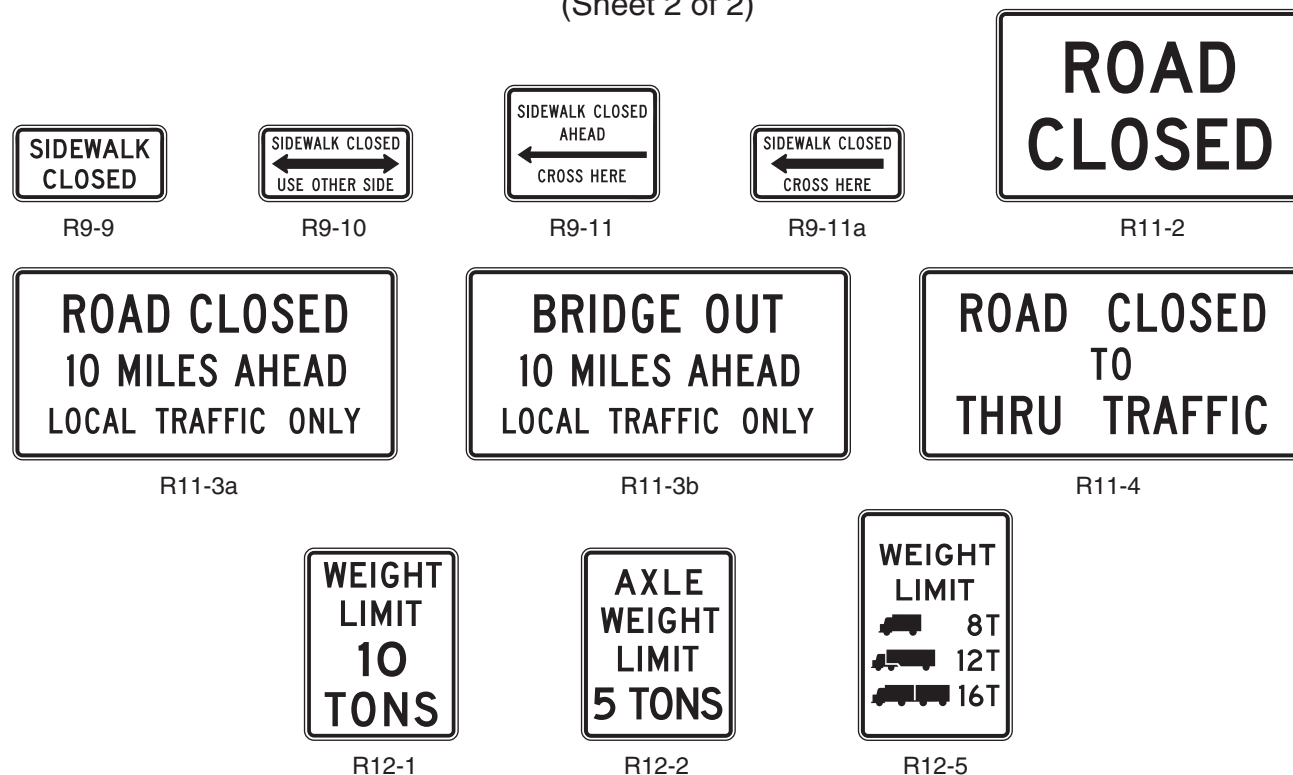 (Sheet 2 of 2)
SIDEWALK
CLOSED
R9-9
SIDEWALK CLOSED
USE OTHER SIDE
R9-10
SIDEWALK CLOSED
AHEAD
CROSS HERE
R9-11
SIDEWALK CLOSED
CROSS HERE
R9-11a
ROAD
CLOSED
R11-2
ROAD CLOSED
10 MILES AHEAD
LOCAL TRAFFIC ONLY
R11-3a
BRIDGE OUT
10 MILES AHEAD
LOCAL TRAFFIC ONLY
R11-3b
ROAD CLOSED
TO
THRU TRAFFIC
R11-4
WEIGHT
LIMIT
10
TONS
R12-1
AXLE
WEIGHT
LIMIT
5 TONS
R12-2
WEIGHT
LIMIT
8T
12T
16T
R12-5